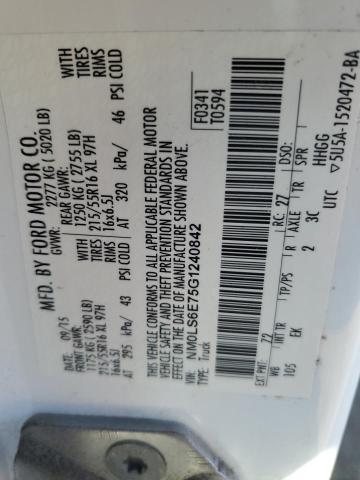 MFD. BY FORD MOTOR CO.
DATE: 09/15
GVWR: 2277 KG ( 5020 LB)
FRONT GAWR: 1175 KG ( 2590 LB)
REAR GAWR: 1250 KG ( 2755 LB)
215/55R16 XL 97H TIRES
215/55R16 XL 97H WITH TIRES
16x6.5J RIMS
16x6.5J RIMS
AT 295 kPa/ 43 PSI COLD
AT 320 kPa/ 46 PSI COLD
THIS VEHICLE CONFORMS TO ALL APPLICABLE FEDERAL MOTOR
VEHICLE SAFETY AND THEFT PREVENTION STANDARDS IN
EFFECT ON THE DATE OF MANUFACTURE SHOWN ABOVE.
VIN: NM0LS6E75G1240842
TYPE: Truck
F0341
T0594
EXT PNT: Z2 RC: 27 DSO:
WB INT TR TP/PS R AXLE TR SPR
105 EK 2 3C HHGG
UTC 5U5A-1520472-BA